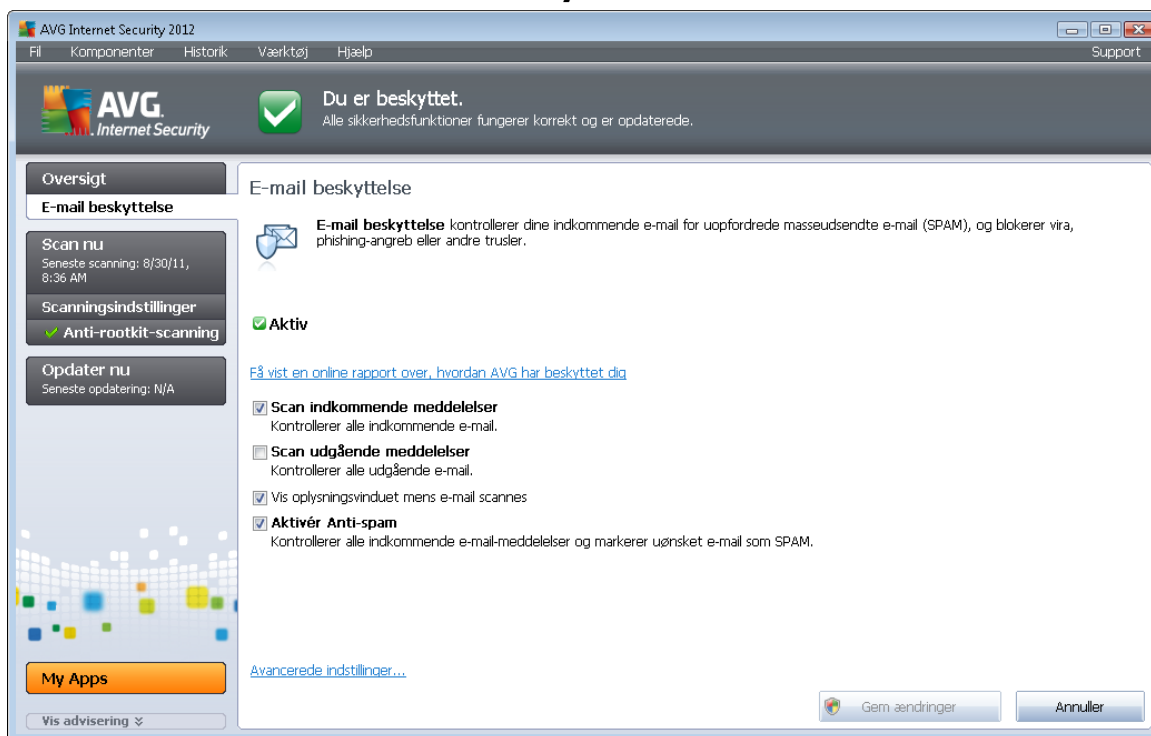 AVG Internet Security 2012
Fil Komponenter Historik Værktøj Hjælp Support
AVG.
Internet Security
Du er beskyttet.
Alle sikkerhedsfunktioner fungerer korrekt og er opdaterede.
Oversigt
E-mail beskyttelse
Scan nu
Seneste scanning: 8/30/11,
8:36 AM
Scanningsindstillinger
Anti-rootkit-scanning
Opdater nu
Seneste opdatering: N/A
My Apps
Vis advisering
E-mail beskyttelse
E-mail beskyttelse kontrollerer dine indkommende e-mail for uopfordrede masseudsendte e-mail (SPAM), og blokerer vira,
phishing-angreb eller andre trusler.
Aktiv
Få vist en online rapport over, hvordan AVG har beskyttet dig
Scan indkommende meddelelser
Kontrollerer alle indkommende e-mail.
Scan udgående meddelelser
Kontrollerer alle udgående e-mail.
Vis oplysningsvinduet mens e-mail scannes
Aktivér Anti-spam
Kontrollerer alle indkommende e-mail-meddelelser og markerer uønsket e-mail som SPAM.
Avancerede indstillinger...
Gem ændringer
Annuller